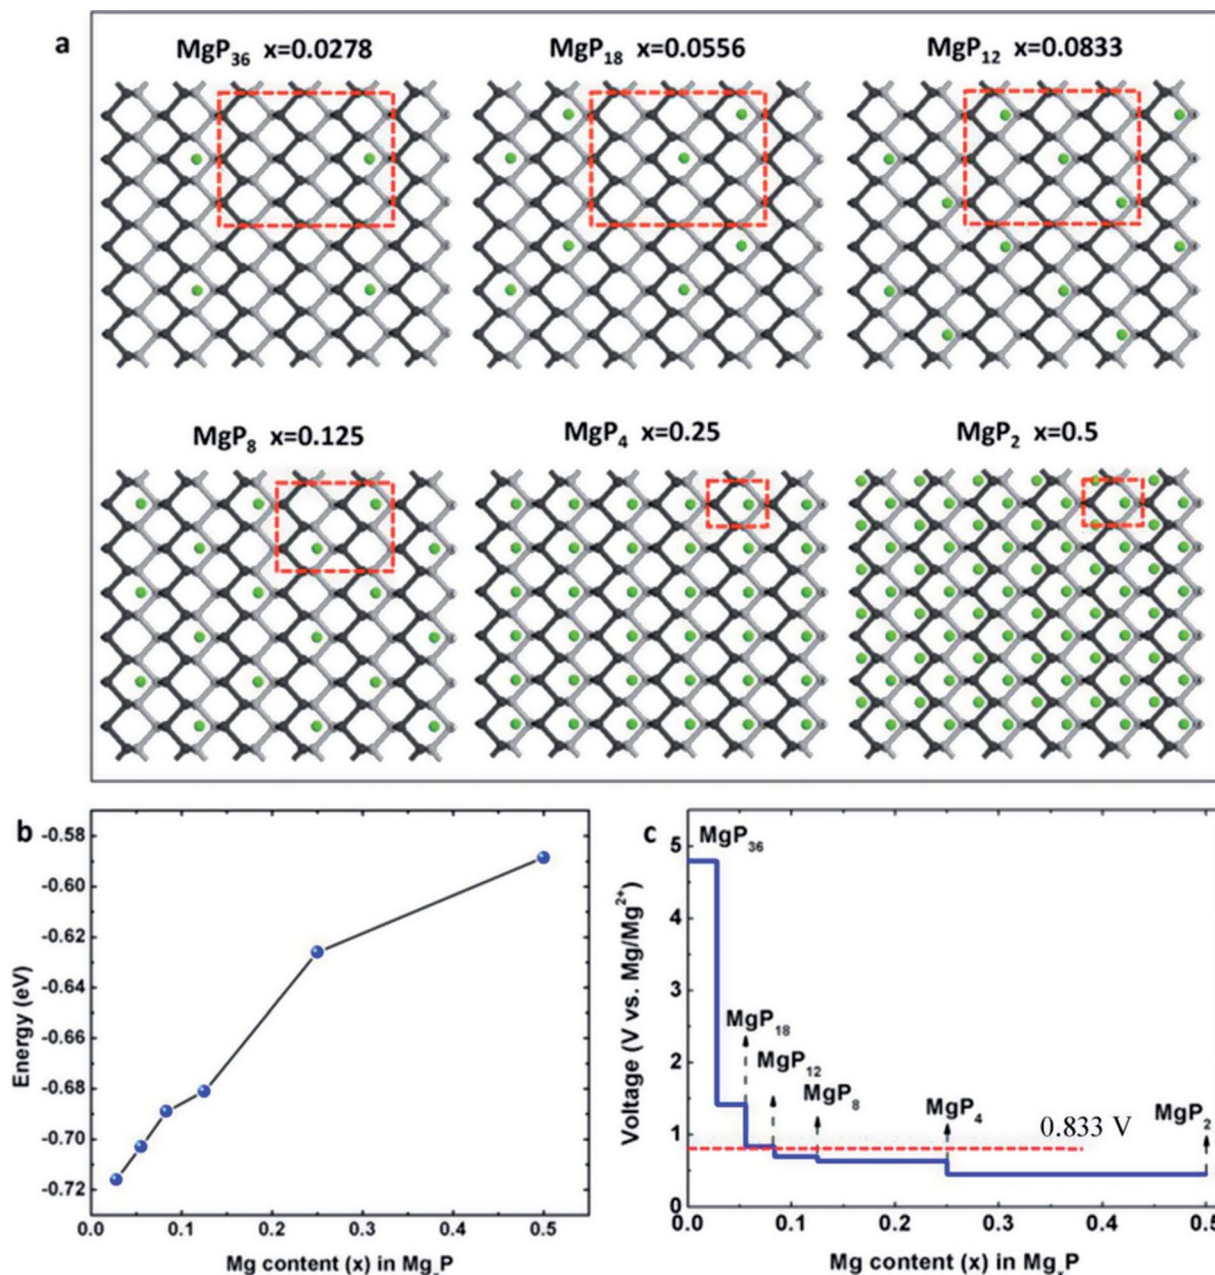 a
MgP36 x=0.0278
MgP18 x=0.0556
MgP12 x=0.0833
MgP8 x=0.125
MgP4 x=0.25
MgP2 x=0.5
b
-0.58
-0.60
-0.62
-0.64
-0.66
-0.68
-0.70
-0.72
Energy (eV)
0.0 0.1 0.2 0.3 0.4 0.5
Mg content (x) in MgxP
c
5
4
3
2
1
0
Voltage (V vs. Mg/Mg2+)
MgP36
MgP18
MgP12
MgP8
MgP4
0.833 V
MgP2
0.0 0.1 0.2 0.3 0.4 0.5
Mg content (x) in MgxP